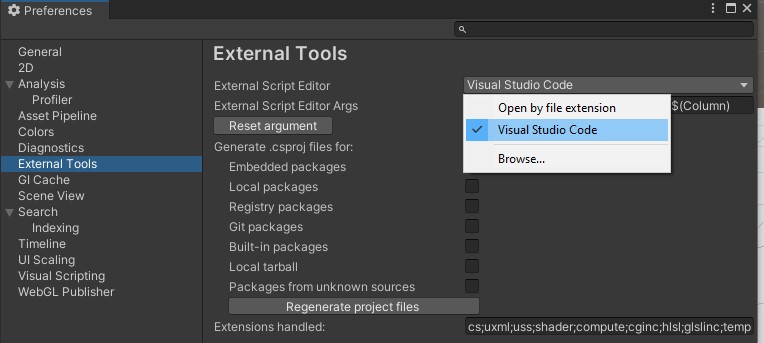 Preferences
General
2D
Analysis
Profiler
Asset Pipeline
Colors
Diagnostics
External Tools
GI Cache
Scene View
Search
Indexing
Timeline
UI Scaling
Visual Scripting
WebGL Publisher
External Tools
External Script Editor
Visual Studio Code
External Script Editor Args
$(Column)
Open by file extension
Visual Studio Code
Browse...
Reset argument
Generate .csproj files for:
Embedded packages
Local packages
Registry packages
Git packages
Built-in packages
Local tarball
Packages from unknown sources
Regenerate project files
Extensions handled:
cs;uxml;uss;shader;compute;cginc;hlsl;glslinc;temp